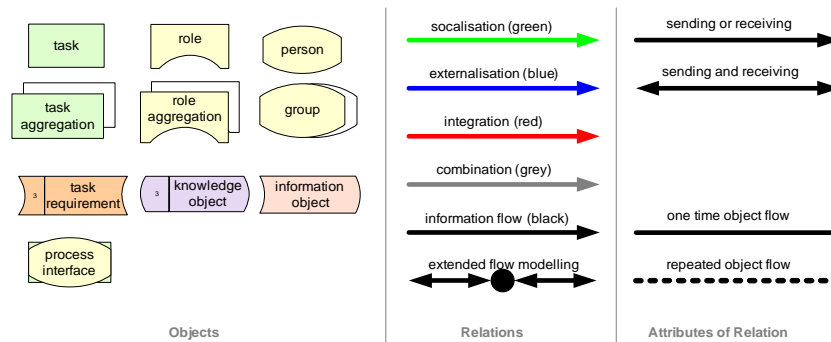 task
role
person
task
aggregation
role
aggregation
group
3
task
requirement
3
knowledge
object
information
object
process
interface
Objects
socalisation (green)
externalisation (blue)
integration (red)
combination (grey)
information flow (black)
extended flow modelling
Relations
sending or receiving
sending and receiving
one time object flow
repeated object flow
Attributes of Relation